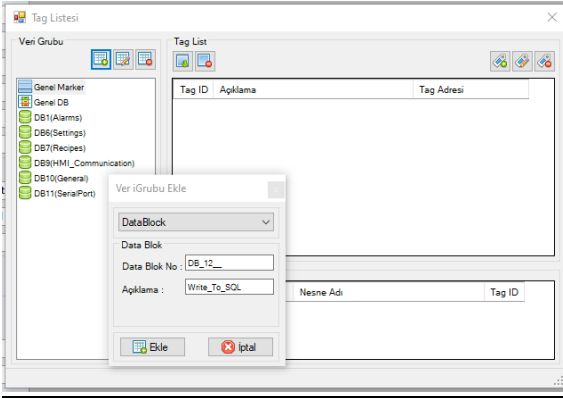 Tag Listesi
Veri Grubu
Tag List
Genel Marker
Genel DB
DB1(Alarms)
DB6(Settings)
DB7(Recipes)
DB9(HMI_Communication)
DB10(General)
DB11(SerialPort)
Tag ID Açıklama Tag Adresi
Ver iGrubu Ekle
DataBlock
Data Blok
Data Blok No : DB_12__
Açıklama : Write_To_SQL
Ekle İptal
Nesne Adı Tag ID